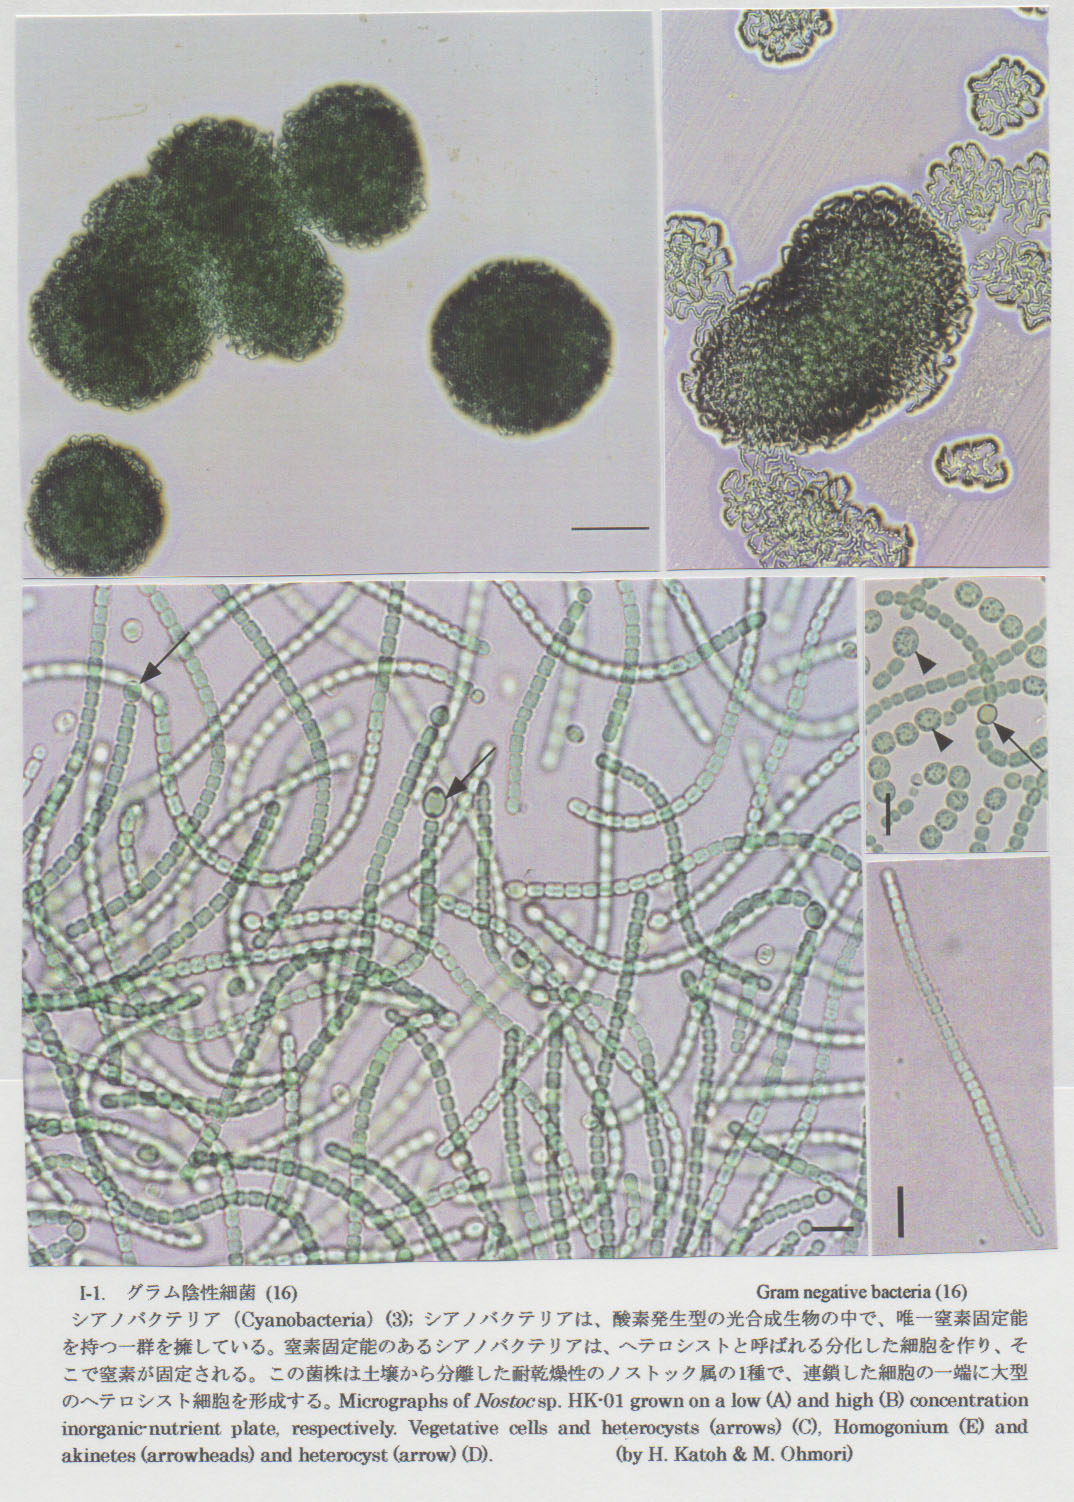 I-1. グラム陰性細菌 (16) Gram negative bacteria (16)
シアノバクテリア (Cyanobacteria) (3); シアノバクテリアは、酸素発生型の光合成生物の中で、唯一窒素固定能
を持つ一群を擁している。窒素固定能のあるシアノバクテリアは、ヘテロシストと呼ばれる分化した細胞を作り、そ
こで窒素が固定される。この菌株は土壌から分離した耐乾燥性のノストック属の1種で、連鎖した細胞の一端に大型
のヘテロシスト細胞を形成する。Micrographs of Nostoc sp. HK-01 grown on a low (A) and high (B) concentration
inorganic-nutrient plate, respectively. Vegetative cells and heterocysts (arrows) (C), Homogonium (E) and
akinetes (arrowheads) and heterocyst (arrow) (D). (by H. Katoh & M. Ohmori)